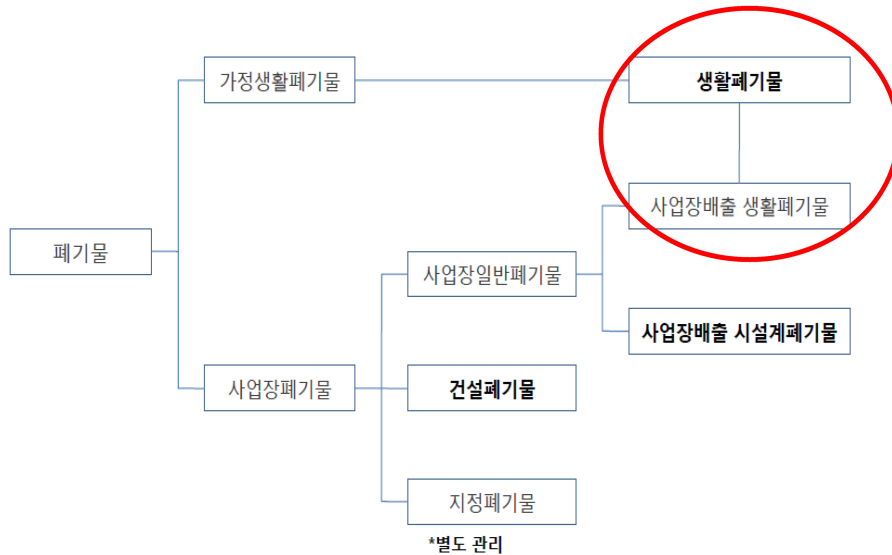 가정생활폐기물
생활폐기물
사업장배출 생활폐기물
폐기물
사업장일반폐기물
사업장배출 시설계폐기물
사업장폐기물
건설폐기물
지정폐기물
*별도 관리